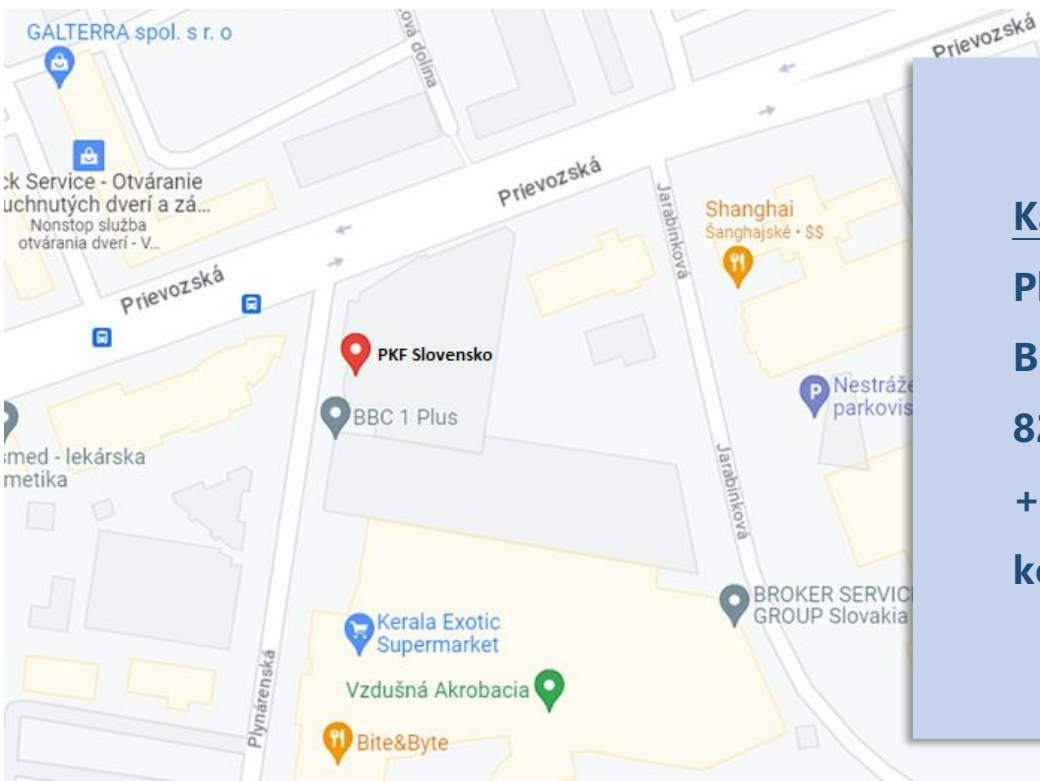 GALTERRA spol. s r. o
ová dolina
Prievozská
ck Service - Otváranie
uchnutých dverí a zá...
Nonstop služba
otvárania dverí - V...
Prievozská
Jarabinková
Shanghai
Šanghajské • $$
Prievozská
PKF Slovensko
BBC 1 Plus
Nestráže
parkovis
smed - lekárska
metika
Jarabinková
BROKER SERVIC
GROUP Slovakia
Kerala Exotic
Supermarket
Vzdušná Akrobacia
Plynárenská
Bite&Byte
+